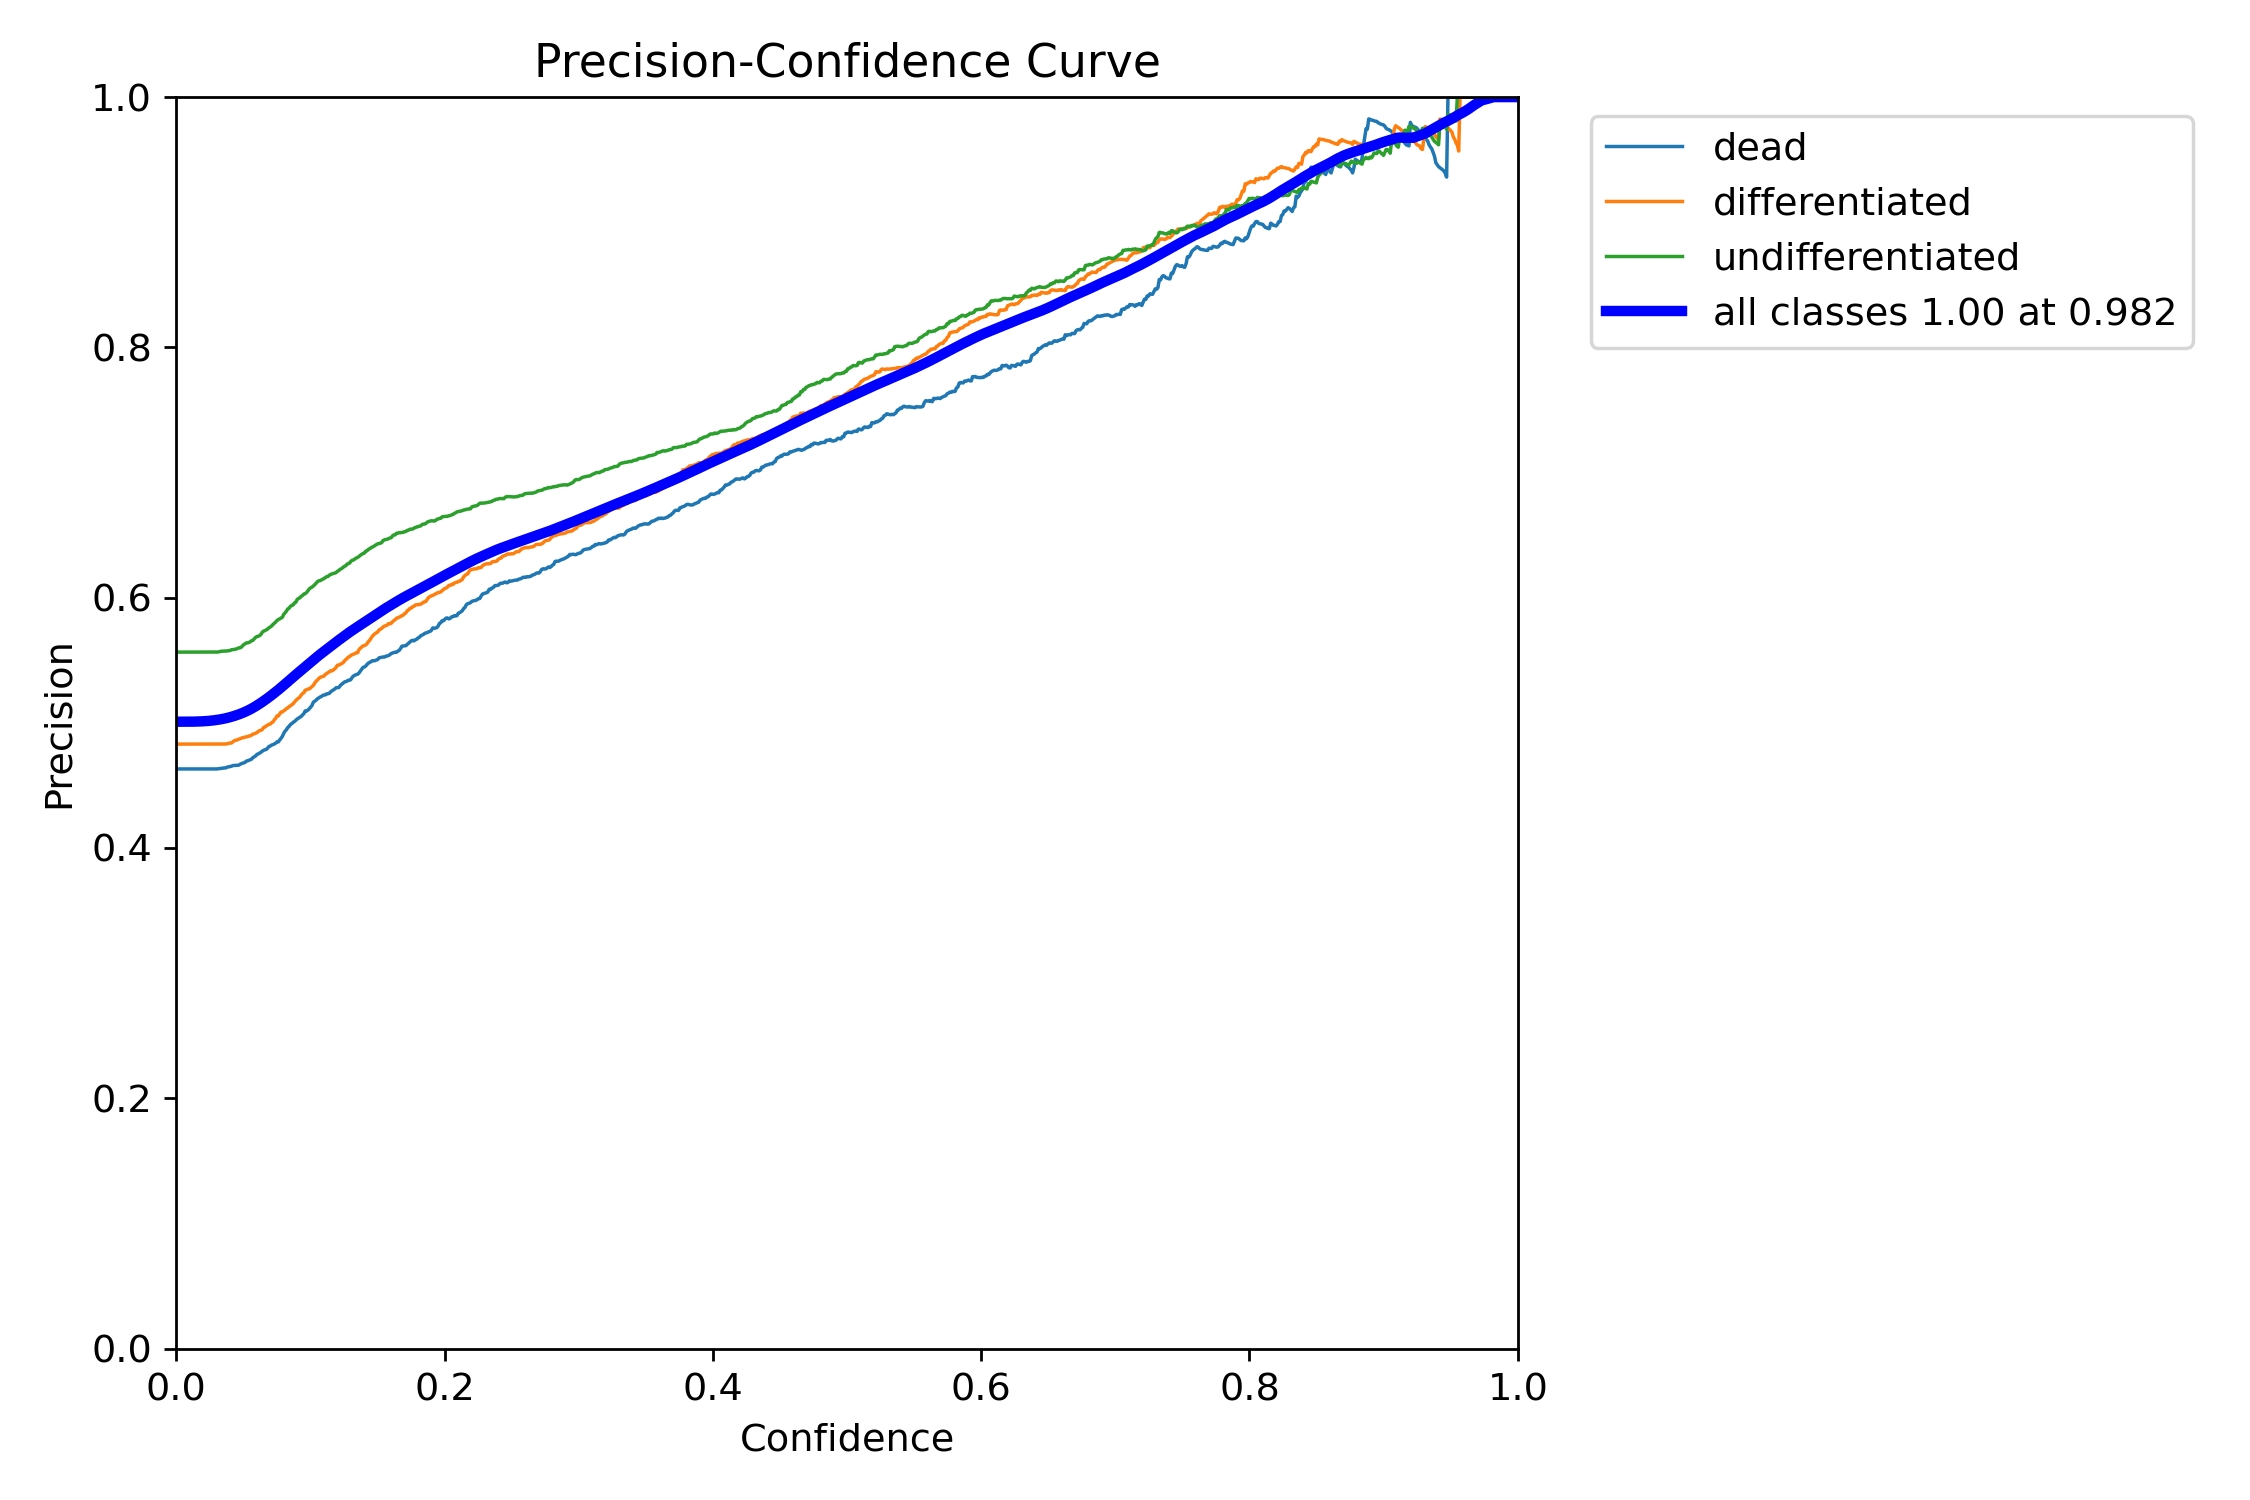 Precision-Confidence Curve
1.0
0.8
0.6
0.4
0.2
0.0
Precision
0.0 0.2 0.4 0.6 0.8 1.0
Confidence
dead
differentiated
undifferentiated
all classes 1.00 at 0.982